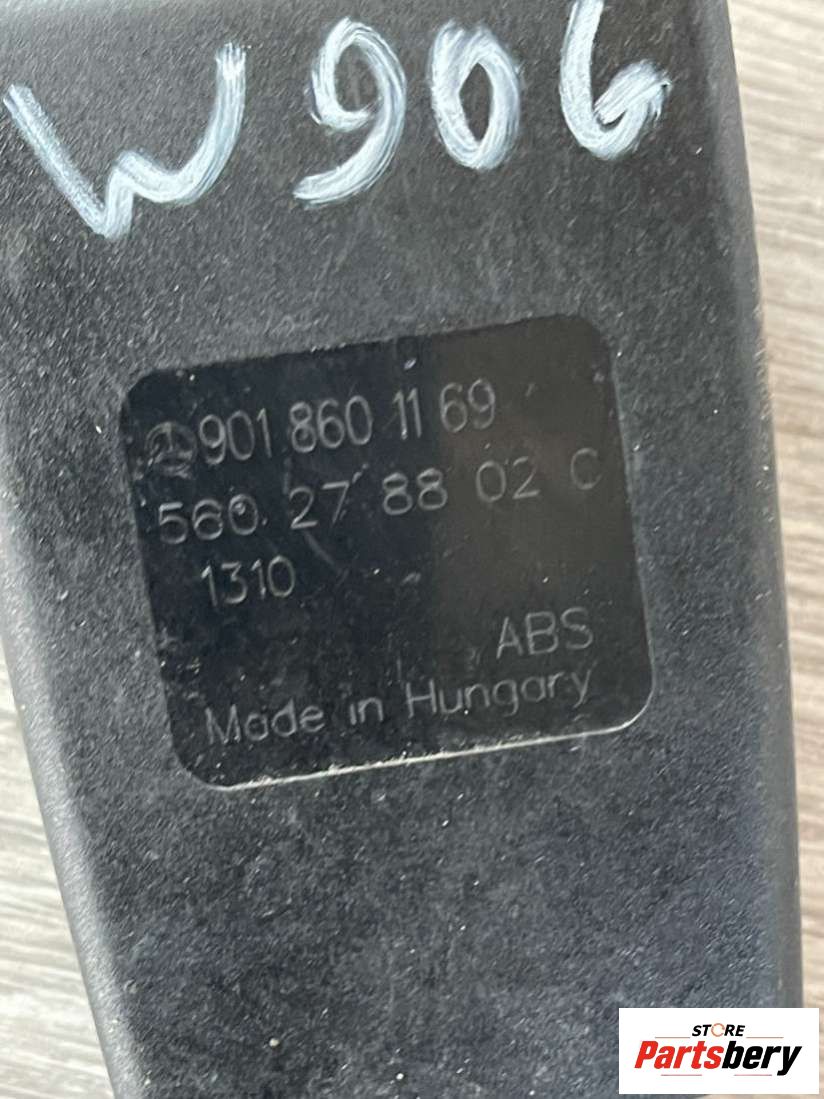 W906
901 860 11 69
560 27 88 02 C
1310
ABS
Made in Hungary
STORE
Partsbery